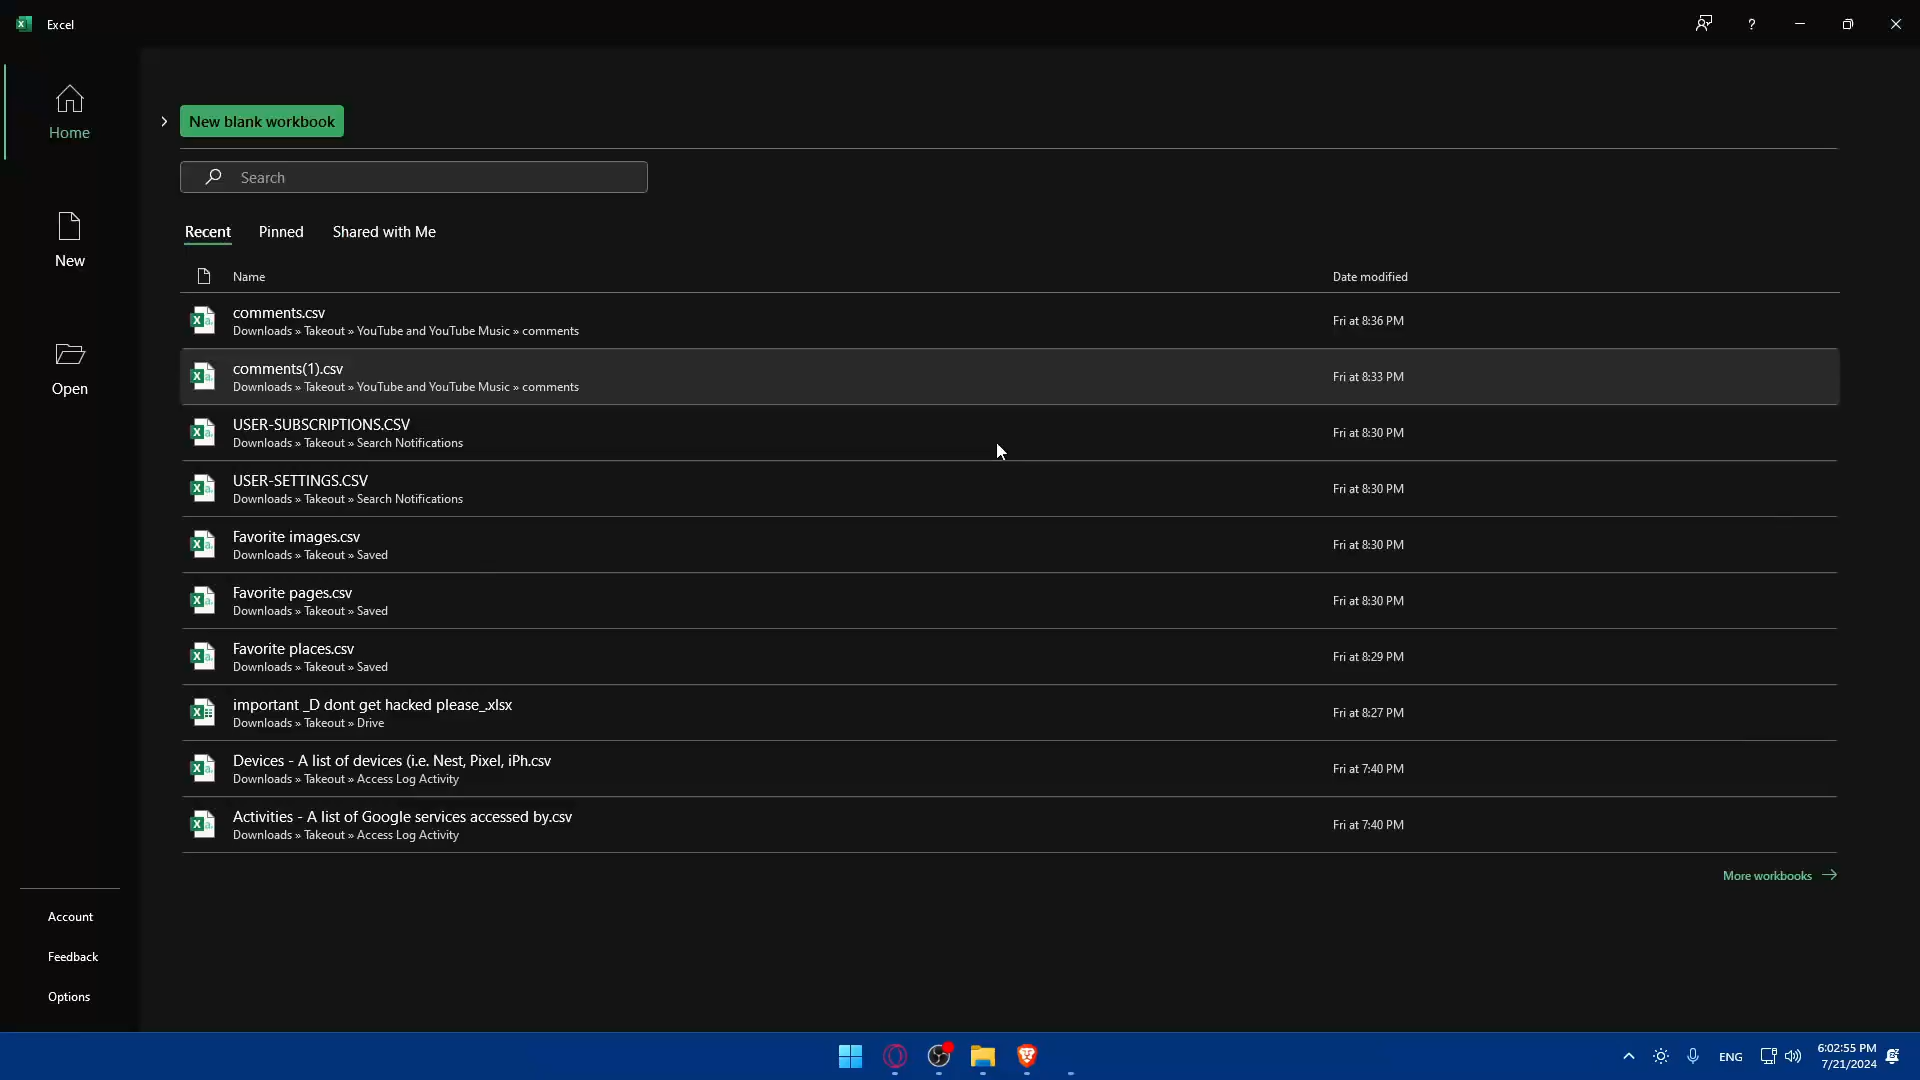 Excel
?
Home
New
Open
New blank workbook
Search
Recent Pinned Shared with Me
Name Date modified
comments.csv
Downloads » Takeout » YouTube and YouTube Music » comments
Fri at 8:36 PM
comments(1).csv
Downloads » Takeout » YouTube and YouTube Music » comments
Fri at 8:33 PM
USER-SUBSCRIPTIONS.CSV
Downloads » Takeout » Search Notifications
Fri at 8:30 PM
USER-SETTINGS.CSV
Downloads » Takeout » Search Notifications
Fri at 8:30 PM
Favorite images.csv
Downloads » Takeout » Saved
Fri at 8:30 PM
Favorite pages.csv
Downloads » Takeout » Saved
Fri at 8:30 PM
Favorite places.csv
Downloads » Takeout » Saved
Fri at 8:29 PM
important _D dont get hacked please_.xlsx
Downloads » Takeout » Drive
Fri at 8:27 PM
Devices - A list of devices (i.e. Nest, Pixel, iPh.csv
Downloads » Takeout » Access Log Activity
Fri at 7:40 PM
Activities - A list of Google services accessed by.csv
Downloads » Takeout » Access Log Activity
Fri at 7:40 PM
More workbooks
Account
Feedback
Options
ENG
6:02:55 PM
7/21/2024